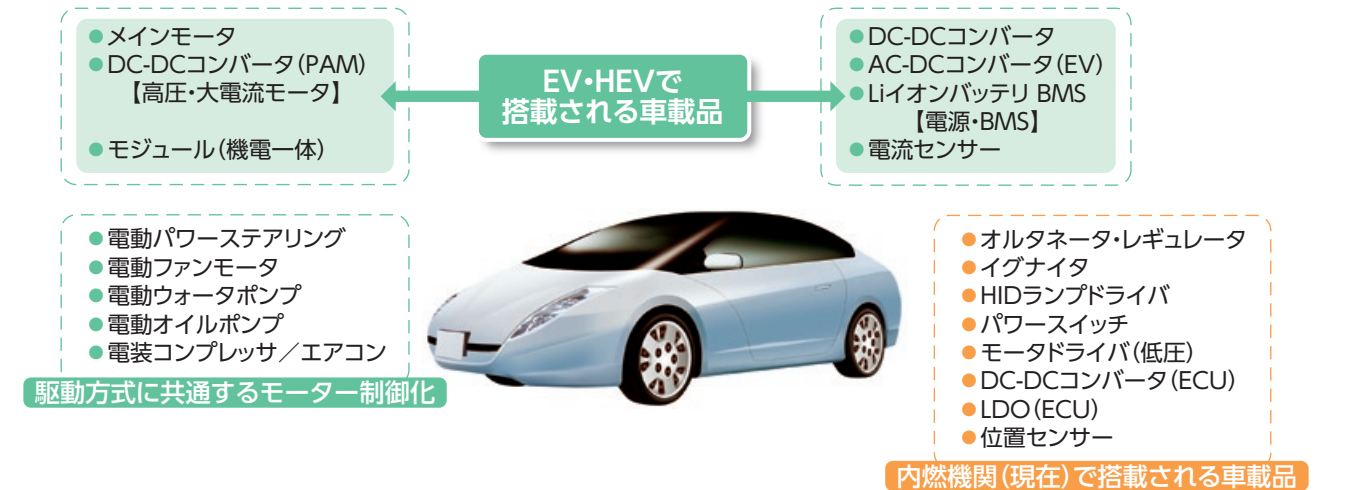 ●メインモータ
●DC-DCコンバータ(PAM)
【高圧・大電流モータ】
●モジュール(機電一体)
EV・HEVで
搭載される車載品
●DC-DCコンバータ
●AC-DCコンバータ(EV)
●Liイオンバッテリ BMS
【電源・BMS】
●電流センサー
●電動パワーステアリング
●電動ファンモータ
●電動ウォータポンプ
●電動オイルポンプ
●電装コンプレッサ／エアコン
駆動方式に共通するモーター制御化
●オルタネータ・レギュレータ
●イグナイタ
●HIDランプドライバ
●パワースイッチ
●モータドライバ(低圧)
●DC-DCコンバータ(ECU)
●LDO(ECU)
●位置センサー
内燃機関(現在)で搭載される車載品